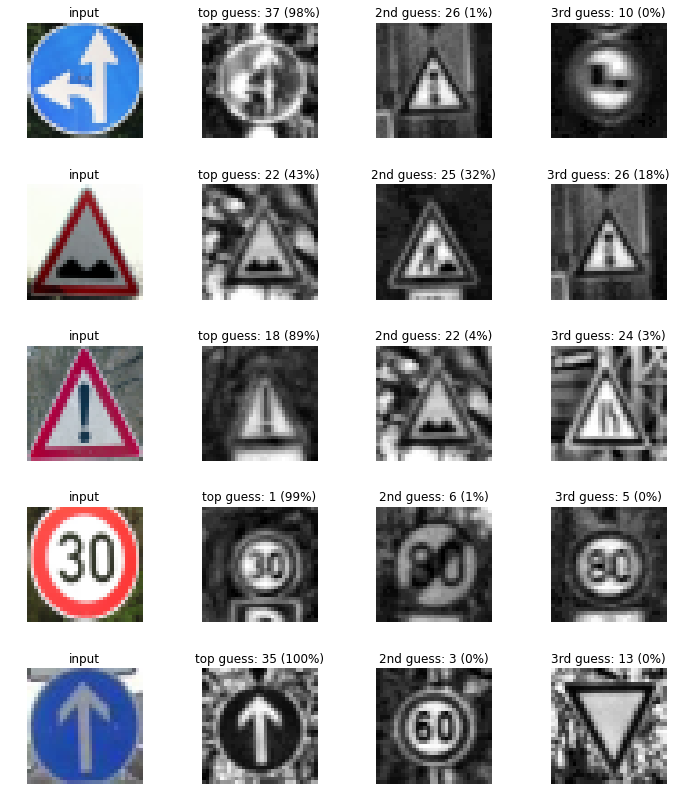 input top guess: 37 (98%) 2nd guess: 26 (1%) 3rd guess: 10 (0%)
input top guess: 22 (43%) 2nd guess: 25 (32%) 3rd guess: 26 (18%)
input top guess: 18 (89%) 2nd guess: 22 (4%) 3rd guess: 24 (3%)
!
input top guess: 1 (99%) 2nd guess: 6 (1%) 3rd guess: 5 (0%)
30 30 80 80
input top guess: 35 (100%) 2nd guess: 3 (0%) 3rd guess: 13 (0%)
60